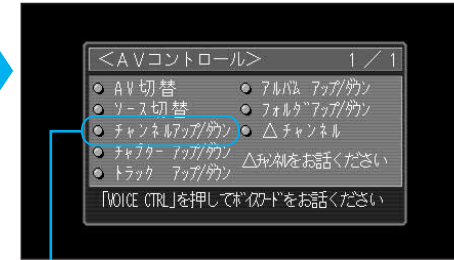 <AVコントロール> 1/1
AV切替
ソース切替
チャンネルアップ/ダウン
チャプター アップ/ダウン
トラック アップ/ダウン
アルバム アップ/ダウン
フォルダアップ/ダウン
△チャンネル
△チャンネルをお話ください
「VOICE CTRL」を押してボイスワードをお話ください